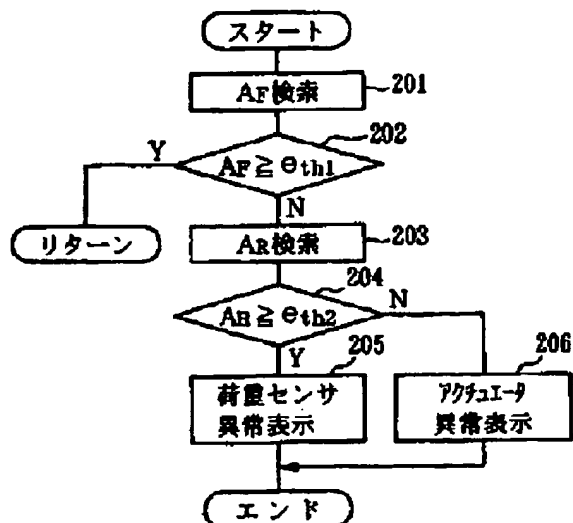 スタート
AF検索
201
202
Y
AF≧eth1
N
リターン
AR検索
203
204
N
AR≧eth2
Y
205
206
荷重センサ
異常表示
アクチュエータ
異常表示
エンド